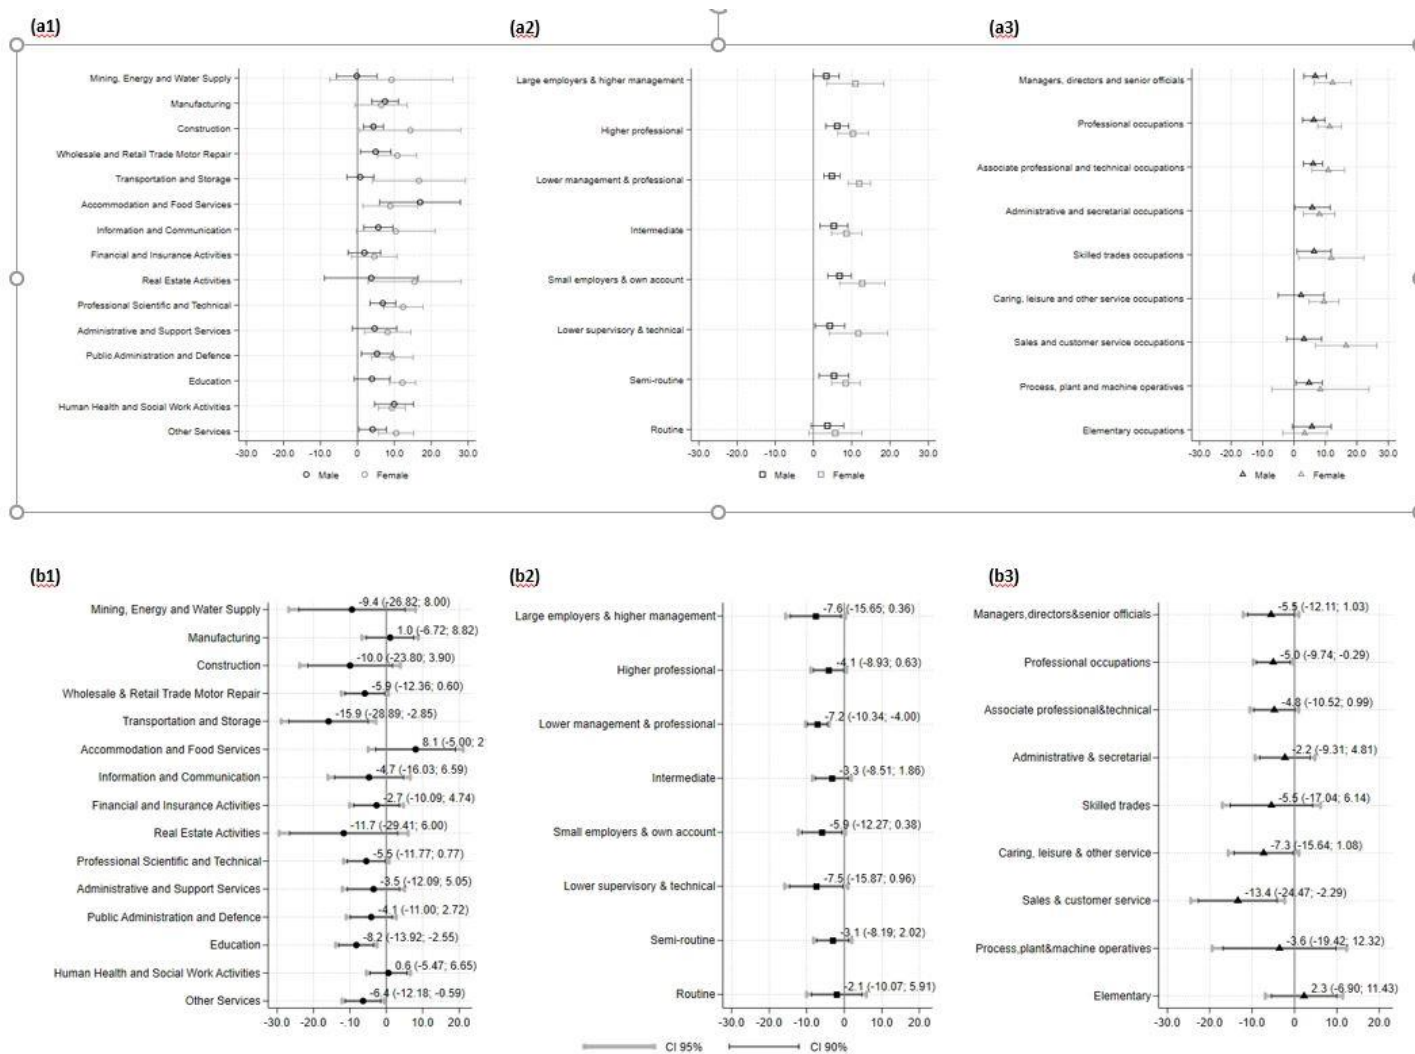 (a1)
Mining, Energy and Water Supply
Manufacturing
Construction
Wholesale and Retail Trade Motor Repair
Transportation and Storage
Accommodation and Food Services
Information and Communication
Financial and Insurance Activities
Real Estate Activities
Professional Scientific and Technical
Administrative and Support Services
Public Administration and Defence
Education
Human Health and Social Work Activities
Other Services
-30.0 -20.0 -10.0 0.0 10.0 20.0 30.0
Male Female
(a2)
Large employers & higher management
Higher professional
Lower management & professional
Intermediate
Small employers & own account
Lower supervisory & technical
Semi-routine
Routine
-30.0 -20.0 -10.0 0.0 10.0 20.0 30.0
Male Female
(a3)
Managers, directors and senior officials
Professional occupations
Associate professional and technical occupations
Administrative and secretarial occupations
Skilled trades occupations
Caring, leisure and other service occupations
Sales and customer service occupations
Process, plant and machine operatives
Elementary occupations
-30.0 -20.0 -10.0 0.0 10.0 20.0 30.0
Male Female
(b1)
Mining, Energy and Water Supply -9.4 (-26.82; 8.00)
Manufacturing 1.0 (-6.72; 8.82)
Construction -10.0 (-23.80; 3.90)
Wholesale & Retail Trade Motor Repair -5.9 (-12.36; 0.60)
Transportation and Storage -15.9 (-28.89; -2.85)
Accommodation and Food Services 8.1 (-5.00; 2
Information and Communication -4.7 (-16.03; 6.59)
Financial and Insurance Activities -2.7 (-10.09; 4.74)
Real Estate Activities -11.7 (-29.41; 6.00)
Professional Scientific and Technical -5.5 (-11.77; 0.77)
Administrative and Support Services -3.5 (-12.09; 5.05)
Public Administration and Defence -4.1 (-11.00; 2.72)
Education -8.2 (-13.92; -2.55)
Human Health and Social Work Activities 0.6 (-5.47; 6.65)
Other Services -6.4 (-12.18; -0.59)
-30.0 -20.0 -10.0 0.0 10.0 20.0
(b2)
Large employers & higher management -7.6 (-15.65; 0.36)
Higher professional -4.1 (-8.93; 0.63)
Lower management & professional -7.2 (-10.34; -4.00)
Intermediate -3.3 (-8.51; 1.86)
Small employers & own account -5.9 (-12.27; 0.38)
Lower supervisory & technical -7.5 (-15.87; 0.96)
Semi-routine -3.1 (-8.19; 2.02)
Routine -2.1 (-10.07; 5.91)
-30.0 -20.0 -10.0 0.0 10.0 20.0
(b3)
Managers,directors&senior officials -5.5 (-12.11; 1.03)
Professional occupations -5.0 (-9.74; -0.29)
Associate professional&technical -4.8 (-10.52; 0.99)
Administrative & secretarial -2.2 (-9.31; 4.81)
Skilled trades -5.5 (-17.04; 6.14)
Caring, leisure & other service -7.3 (-15.64; 1.08)
Sales & customer service -13.4 (-24.47; -2.29)
Process,plant&machine operatives -3.6 (-19.42; 12.32)
Elementary 2.3 (-6.90; 11.43)
-30.0 -20.0 -10.0 0.0 10.0 20.0
CI 95% CI 90%